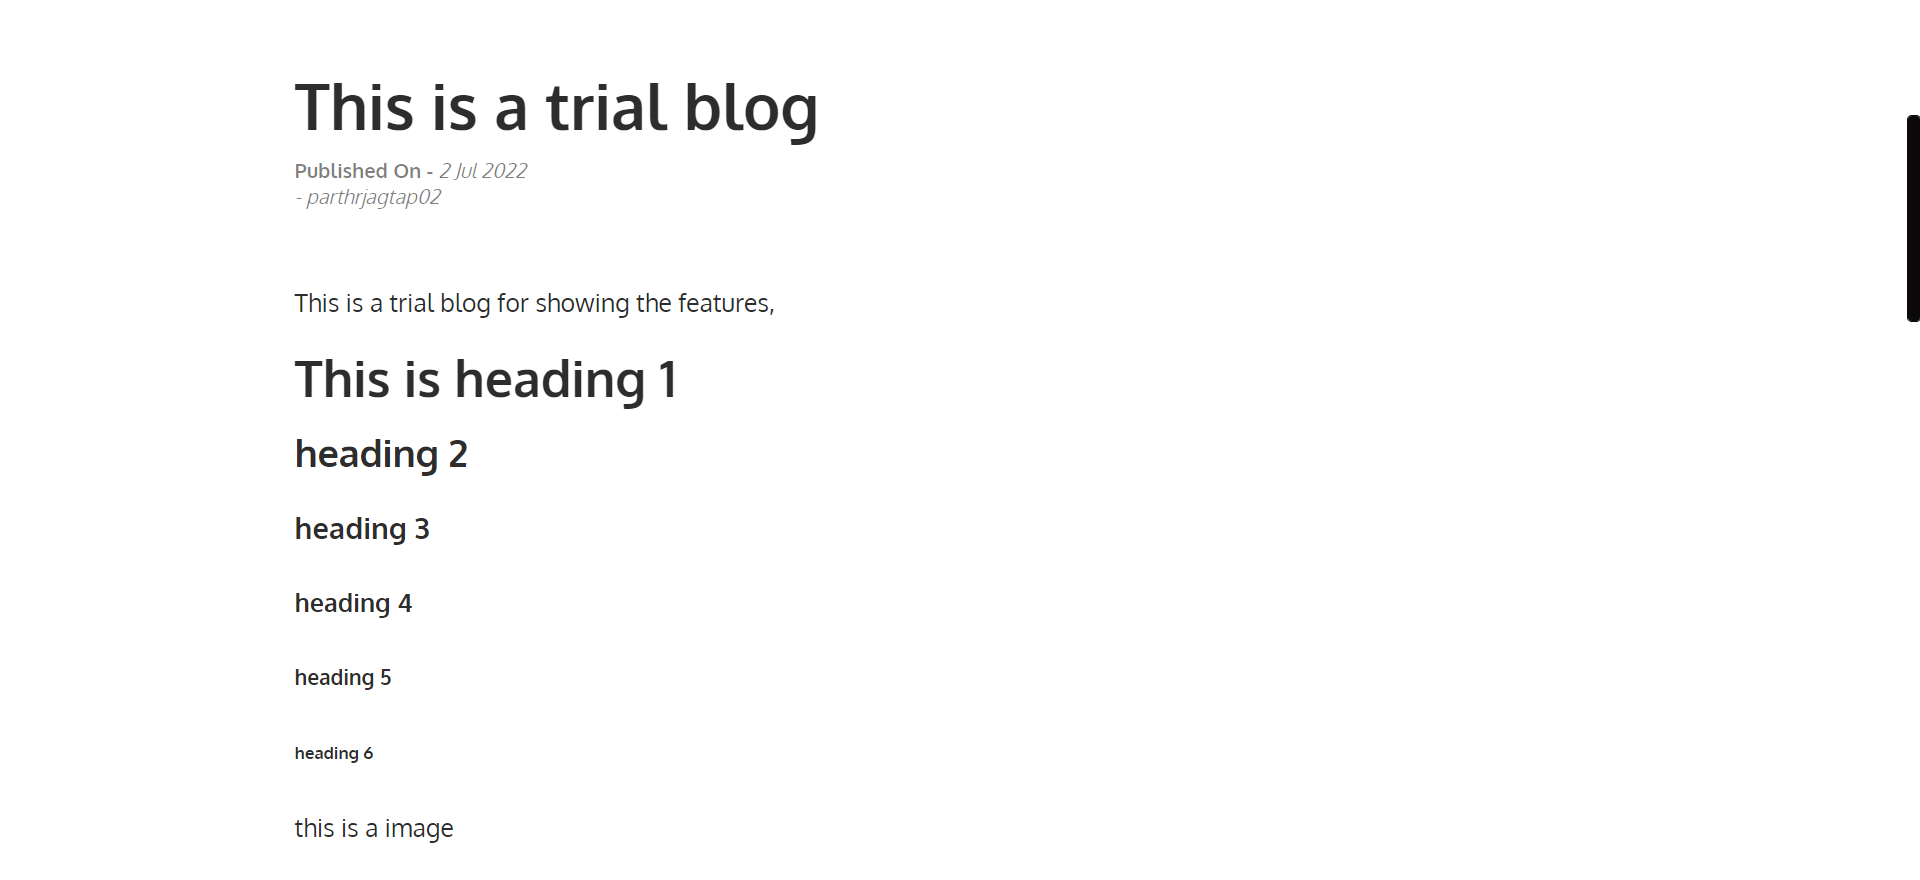 This is a trial blog
Published On - 2 Jul 2022
- parthrjagtap02
This is a trial blog for showing the features,
This is heading 1
heading 2
heading 3
heading 4
heading 5
heading 6
this is a image